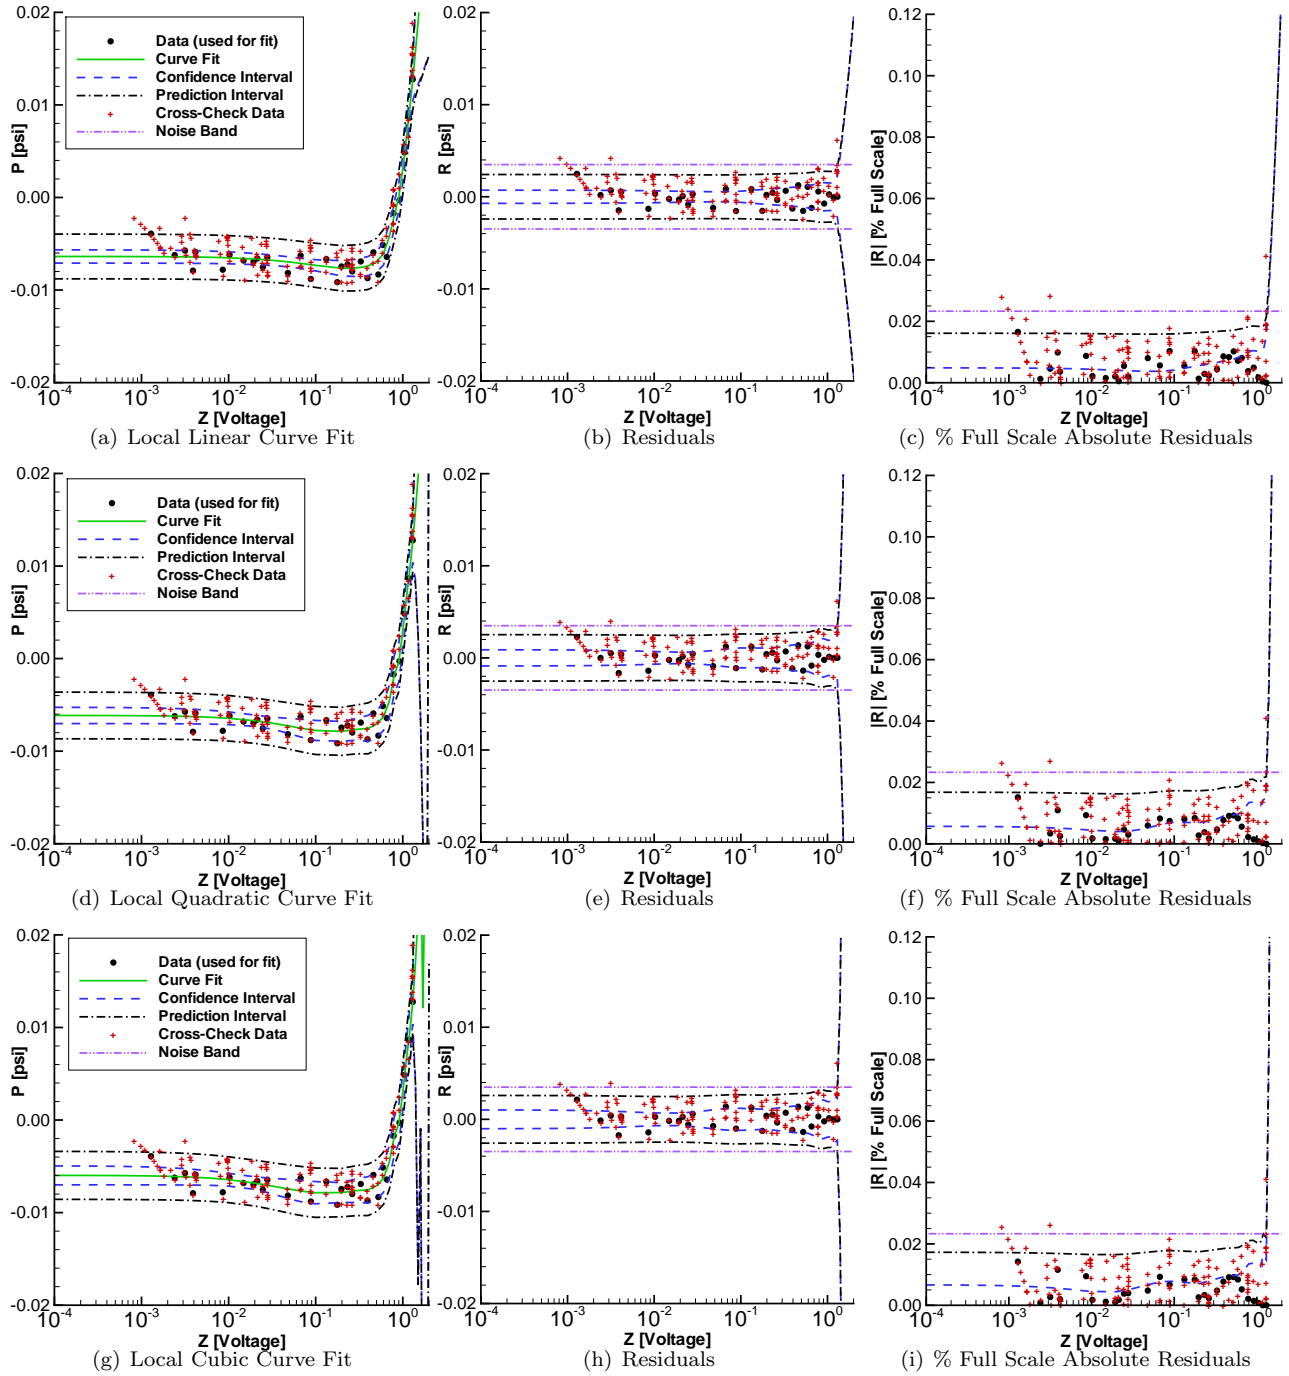 0.02
0.01
0.00
-0.01
-0.02
P [psi]
Data (used for fit)
Curve Fit
Confidence Interval
Prediction Interval
Cross-Check Data
Noise Band
10-4 10-3 10-2 10-1 100
Z [Voltage]
(a) Local Linear Curve Fit
0.02
0.01
0.00
-0.01
-0.02
R [psi]
10-4 10-3 10-2 10-1 100
Z [Voltage]
(b) Residuals
0.12
0.10
0.08
0.06
0.04
0.02
0.00
|R| [% Full Scale]
10-4 10-3 10-2 10-1 100
Z [Voltage]
(c) % Full Scale Absolute Residuals
0.02
0.01
0.00
-0.01
-0.02
P [psi]
Data (used for fit)
Curve Fit
Confidence Interval
Prediction Interval
Cross-Check Data
Noise Band
10-4 10-3 10-2 10-1 100
Z [Voltage]
(d) Local Quadratic Curve Fit
0.02
0.01
0.00
-0.01
-0.02
R [psi]
10-4 10-3 10-2 10-1 100
Z [Voltage]
(e) Residuals
0.12
0.10
0.08
0.06
0.04
0.02
0.00
|R| [% Full Scale]
10-4 10-3 10-2 10-1 100
Z [Voltage]
(f) % Full Scale Absolute Residuals
0.02
0.01
0.00
-0.01
-0.02
P [psi]
Data (used for fit)
Curve Fit
Confidence Interval
Prediction Interval
Cross-Check Data
Noise Band
10-4 10-3 10-2 10-1 100
Z [Voltage]
(g) Local Cubic Curve Fit
0.02
0.01
0.00
-0.01
-0.02
R [psi]
10-4 10-3 10-2 10-1 100
Z [Voltage]
(h) Residuals
0.12
0.10
0.08
0.06
0.04
0.02
0.00
|R| [% Full Scale]
10-4 10-3 10-2 10-1 100
Z [Voltage]
(i) % Full Scale Absolute Residuals